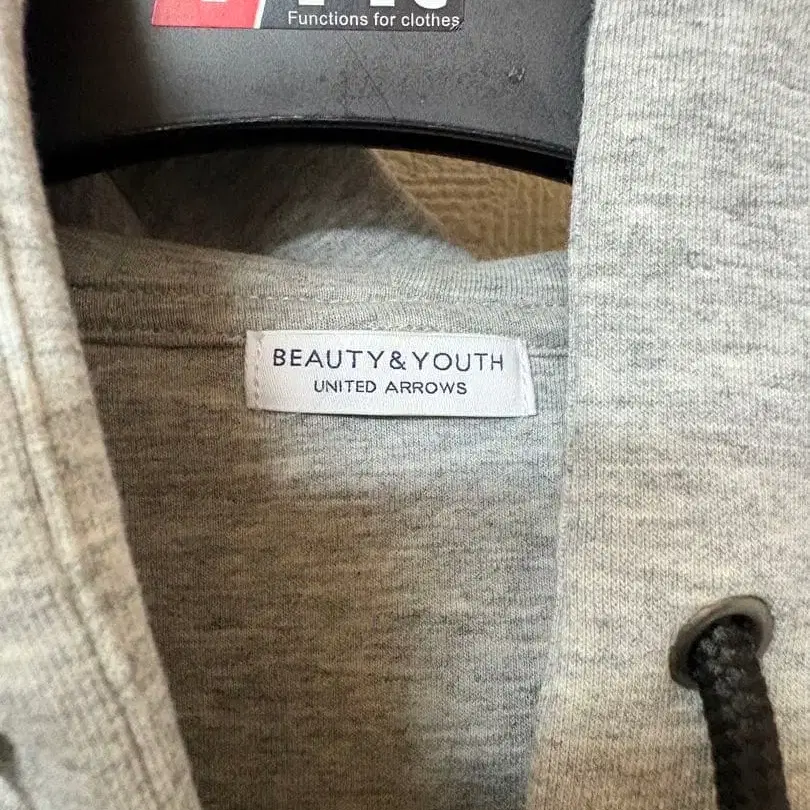 Functions for clothes
BEAUTY & YOUTH
UNITED ARROWS